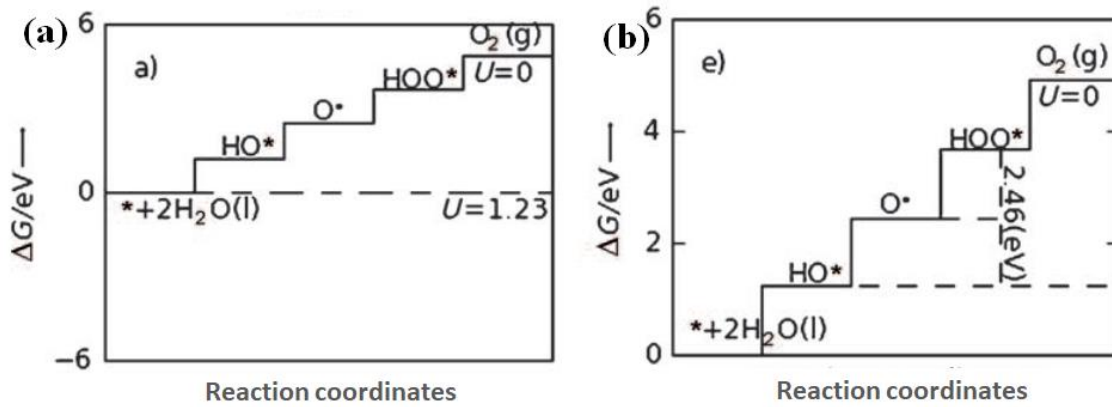 (a)
a)
6
0
−6
ΔG/eV
*+2H₂O(l)
HO*
O•
HOO*
O₂(g)
U=0
U=1.23
Reaction coordinates
(b)
e)
6
4
2
0
ΔG/eV
*+2H₂O(l)
HO*
O•
HOO*
O₂(g)
U=0
2.46(eV)
Reaction coordinates